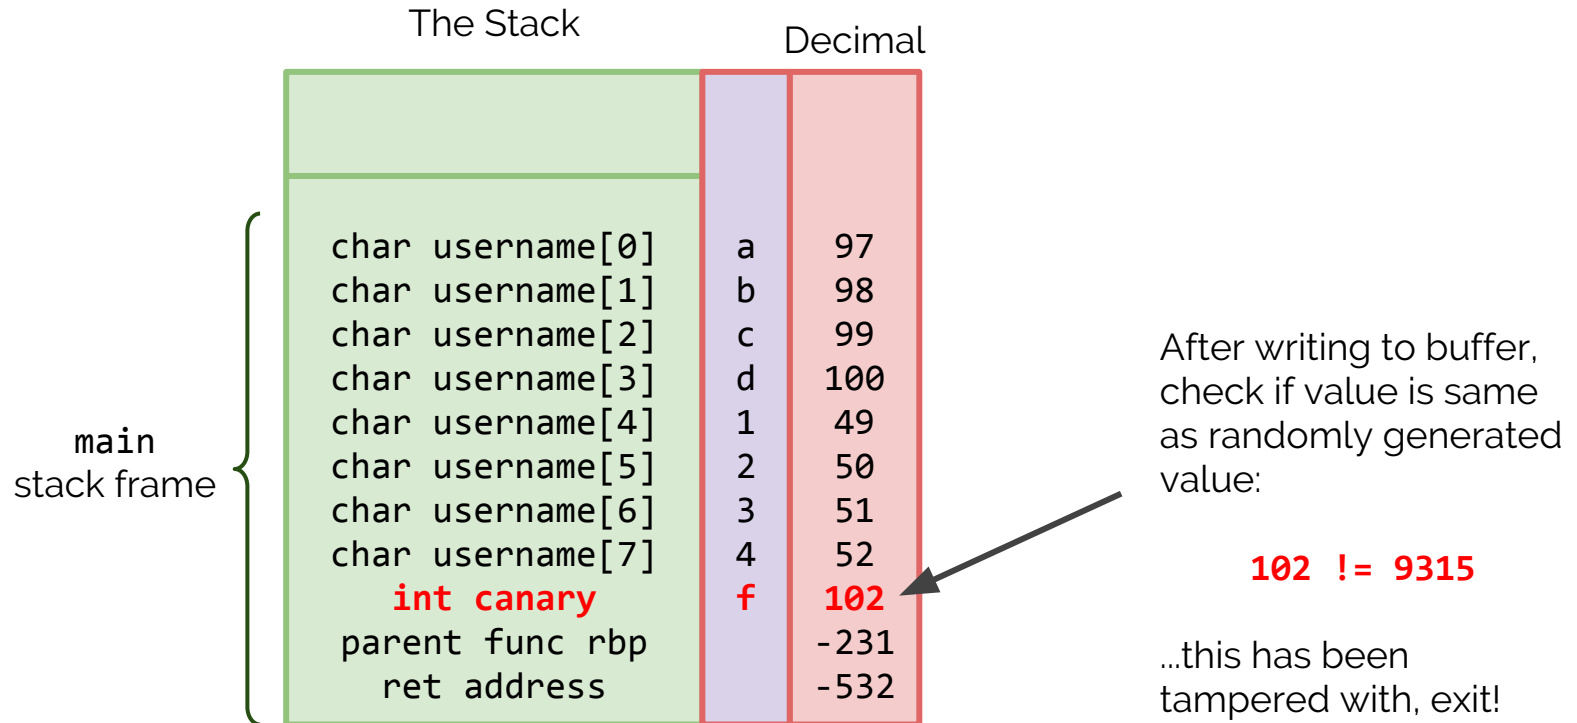 The Stack
Decimal
char username[0] a 97
char username[1] b 98
char username[2] c 99
char username[3] d 100
char username[4] 1 49
char username[5] 2 50
char username[6] 3 51
char username[7] 4 52
int canary f 102
parent func rbp -231
ret address -532
main
stack frame
After writing to buffer,
check if value is same
as randomly generated
value:
102 != 9315
...this has been
tampered with, exit!